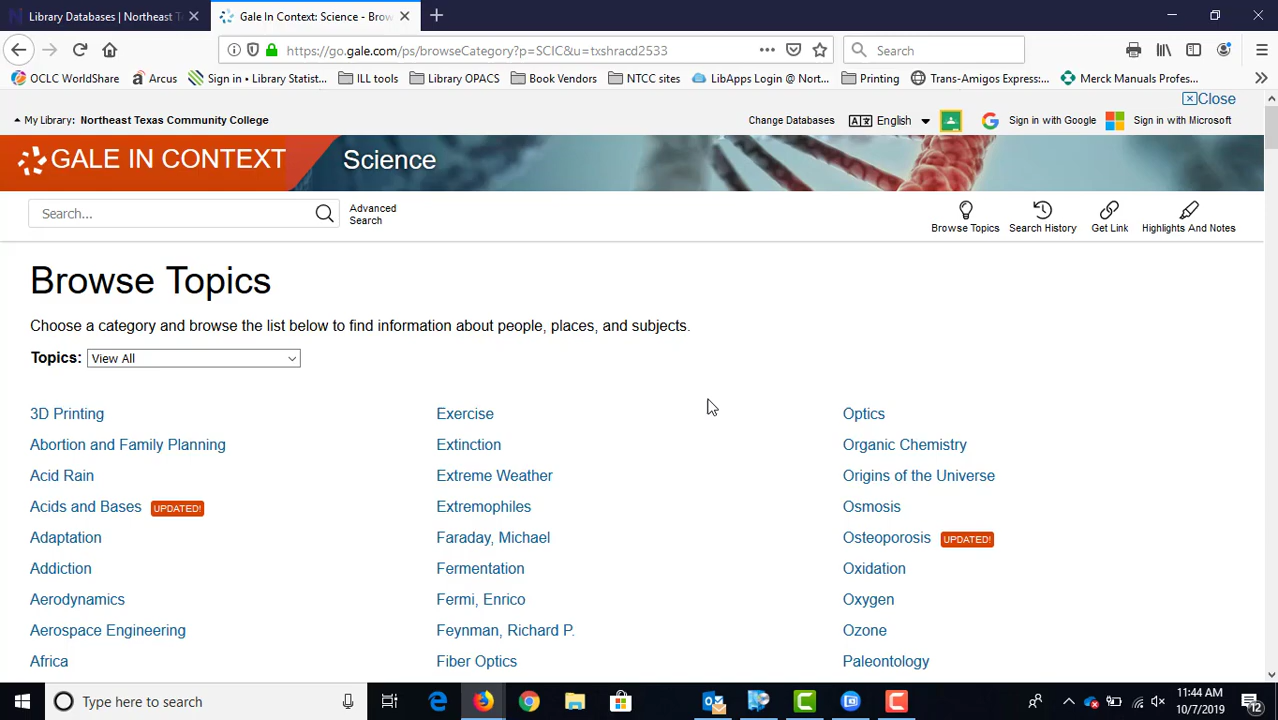 Library Databases | Northeast T
Gale In Context: Science - Brow
https://go.gale.com/ps/browseCategory?p=SCIC&u=txshracd2533
Search
OCLC WorldShare
Arcus
Sign in • Library Statist...
ILL tools
Library OPACS
Book Vendors
NTCC sites
LibApps Login @ Nort...
Printing
Trans-Amigos Express:...
Merck Manuals Profes...
Close
My Library: Northeast Texas Community College
Change Databases
English
Sign in with Google
Sign in with Microsoft
GALE IN CONTEXT
Science
Search...
Advanced
Search
Browse Topics
Search History
Get Link
Highlights And Notes
Browse Topics
Choose a category and browse the list below to find information about people, places, and subjects.
Topics: View All
3D Printing
Abortion and Family Planning
Acid Rain
Acids and Bases UPDATED!
Adaptation
Addiction
Aerodynamics
Aerospace Engineering
Africa
Exercise
Extinction
Extreme Weather
Extremophiles
Faraday, Michael
Fermentation
Fermi, Enrico
Feynman, Richard P.
Fiber Optics
Optics
Organic Chemistry
Origins of the Universe
Osmosis
Osteoporosis UPDATED!
Oxidation
Oxygen
Ozone
Paleontology
Type here to search
11:44 AM
10/7/2019
12